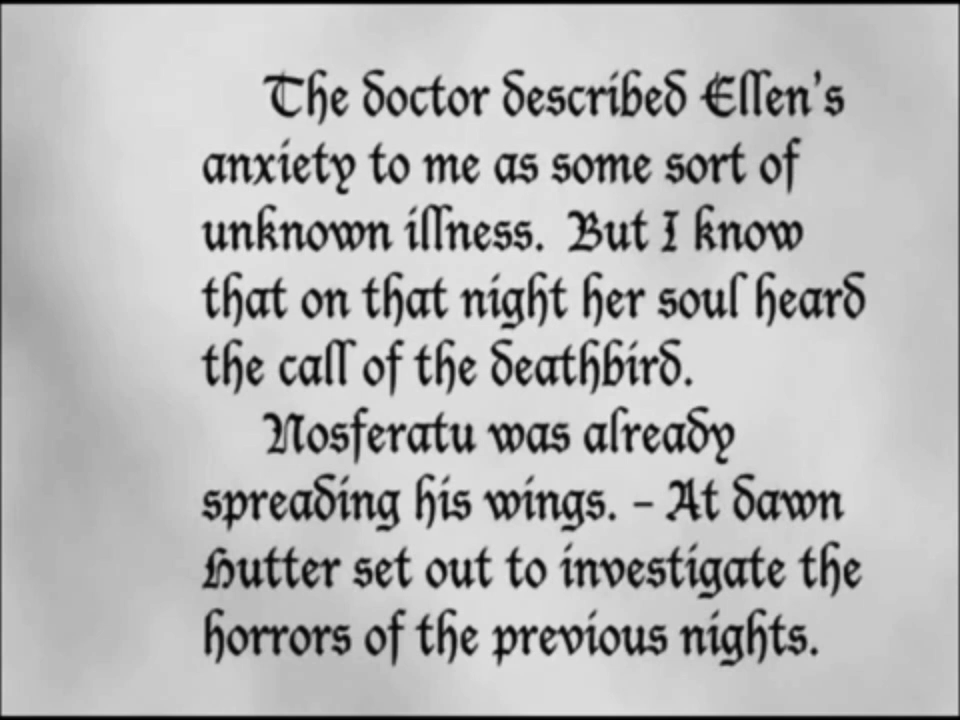 The doctor described Ellen's
anxiety to me as some sort of
unknown illness. But I know
that on that night her soul heard
the call of the deathbird.
Nosferatu was already
spreading his wings. – At dawn
Hutter set out to investigate the
horrors of the previous nights.